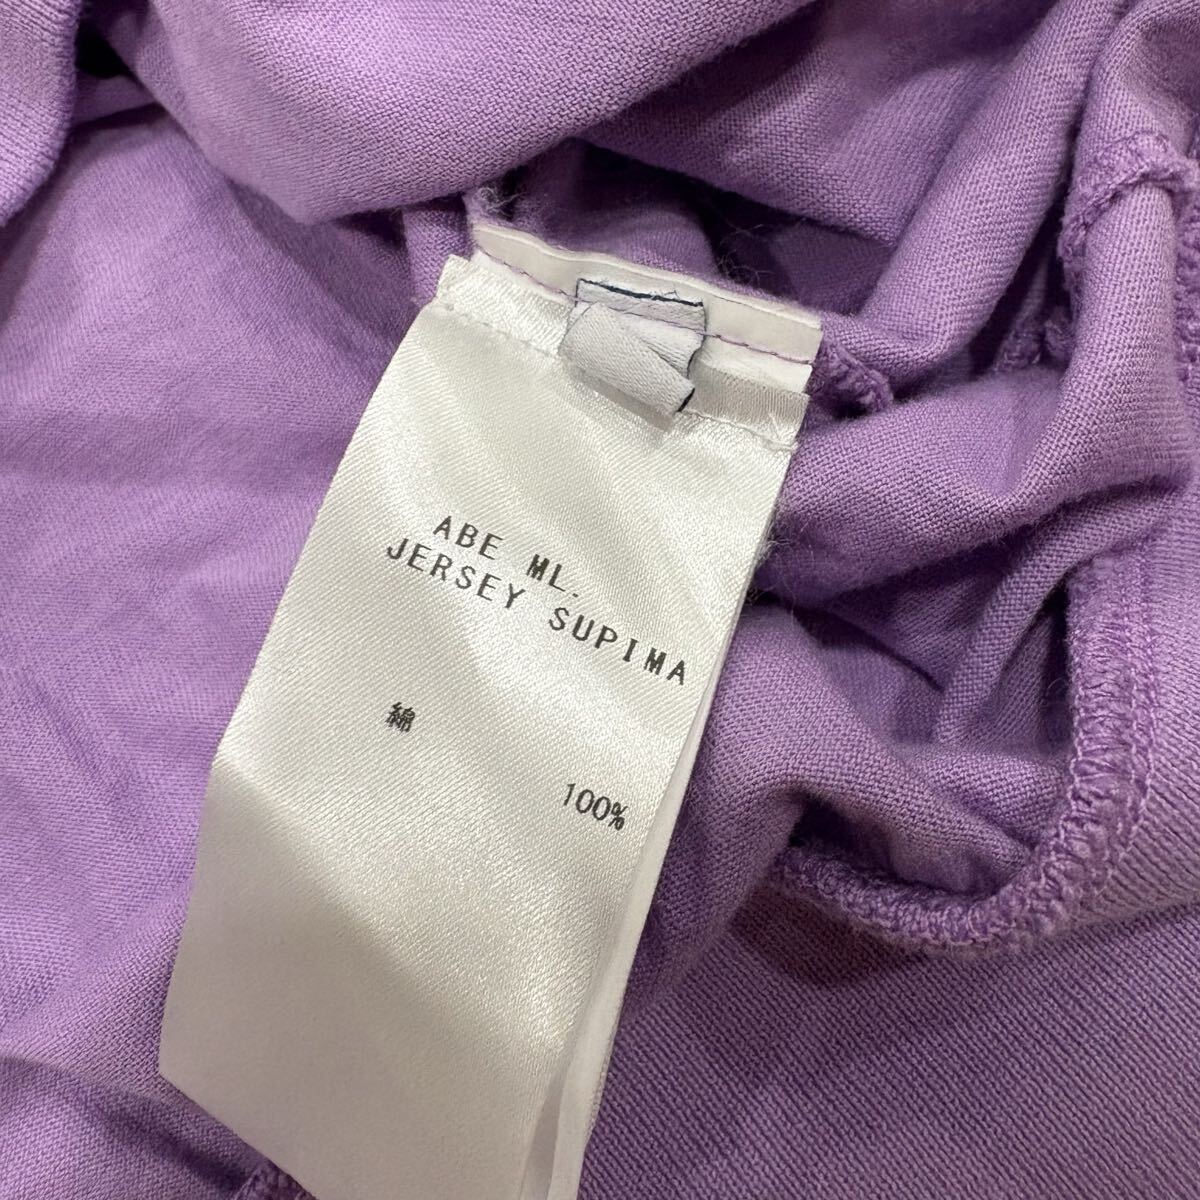 ABE ML.
JERSEY SUPIMA
綿 100%